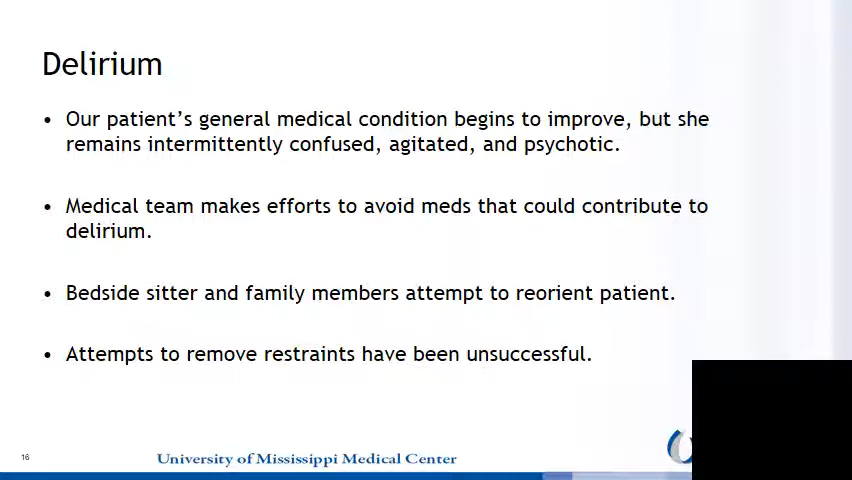 Delirium
• Our patient's general medical condition begins to improve, but she
remains intermittently confused, agitated, and psychotic.
• Medical team makes efforts to avoid meds that could contribute to
delirium.
• Bedside sitter and family members attempt to reorient patient.
• Attempts to remove restraints have been unsuccessful.
16
University of Mississippi Medical Center